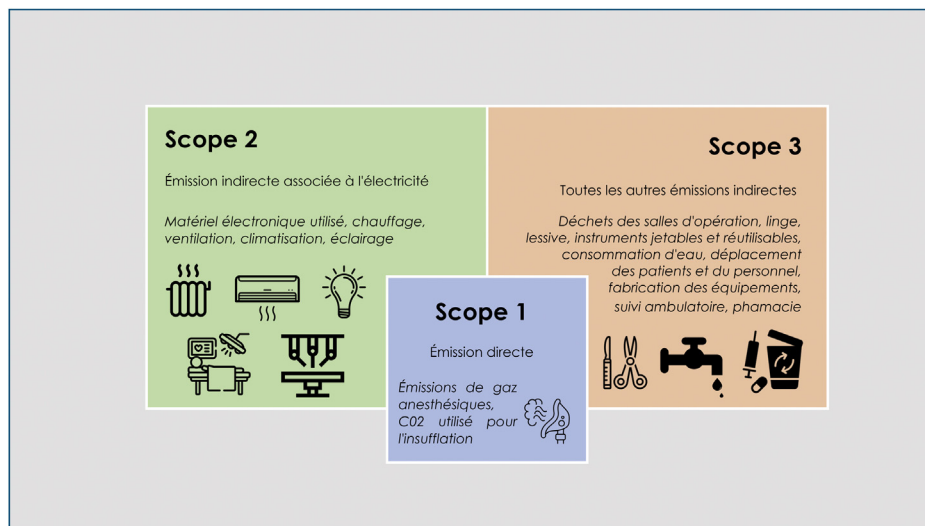 Scope 2
Émission indirecte associée à l'électricité
Matériel électronique utilisé, chauffage,
ventilation, climatisation, éclairage
Scope 3
Toutes les autres émissions indirectes
Déchets des salles d'opération, linge,
lessive, instruments jetables et réutilisables,
consommation d'eau, déplacement
des patients et du personnel,
fabrication des équipements,
suivi ambulatoire, phamacie
Scope 1
Émission directe
Émissions de gaz
anesthésiques,
C02 utilisé pour
l'insufflation